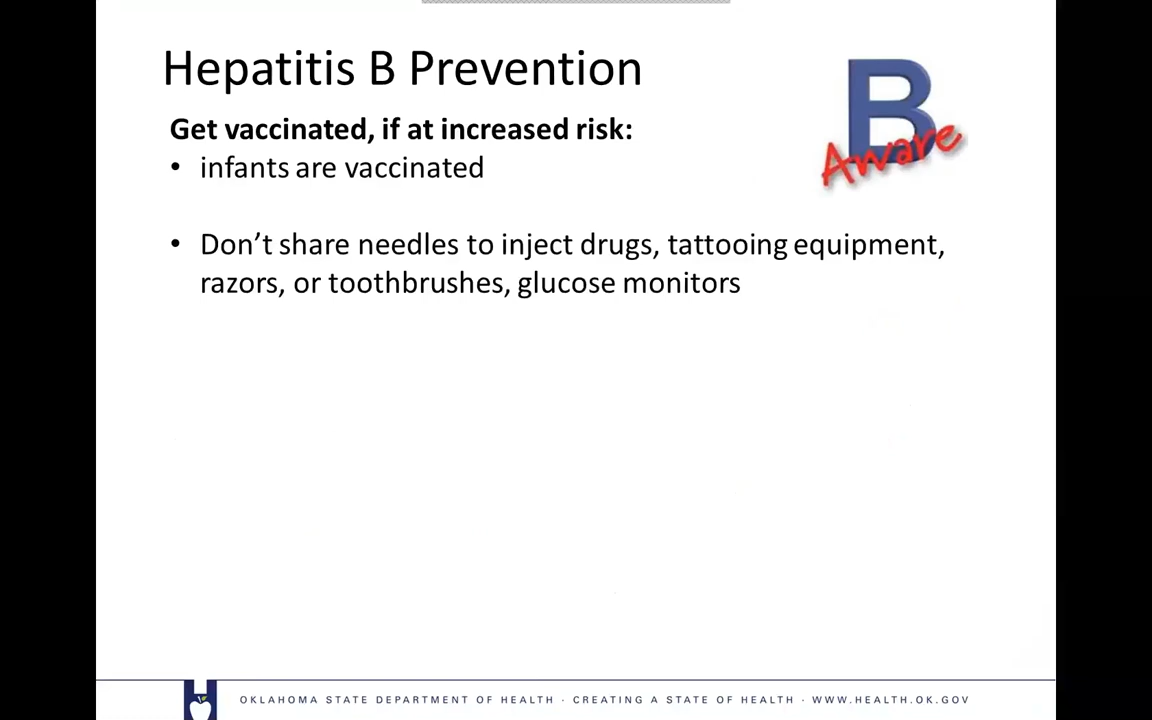 Hepatitis B Prevention
B
Aware
Get vaccinated, if at increased risk:
• infants are vaccinated
• Don’t share needles to inject drugs, tattooing equipment,
razors, or toothbrushes, glucose monitors
OKLAHOMA STATE DEPARTMENT OF HEALTH · CREATING A STATE OF HEALTH · WWW.HEALTH.OK.GOV